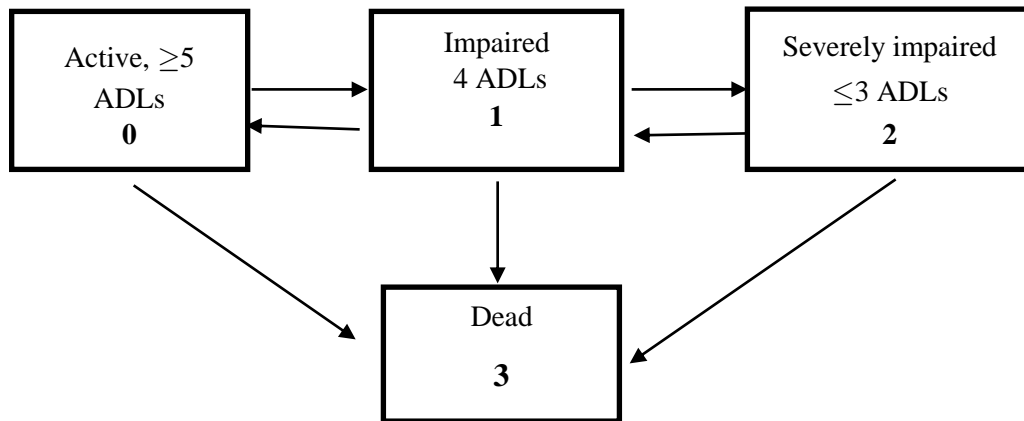 Active, ≥5
ADLs
0
Impaired
4 ADLs
1
Severely impaired
≤3 ADLs
2
Dead
3